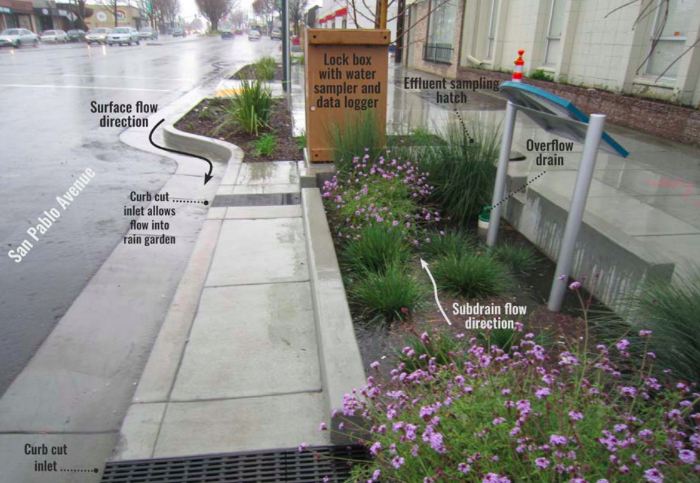 Lock box
with water
sampler and
data logger
Effluent sampling
hatch
Surface flow
direction
Overflow
drain
San Pablo Avenue
Curb cut
inlet allows
flow into
rain garden
Subdrain flow
direction
Curb cut
inlet